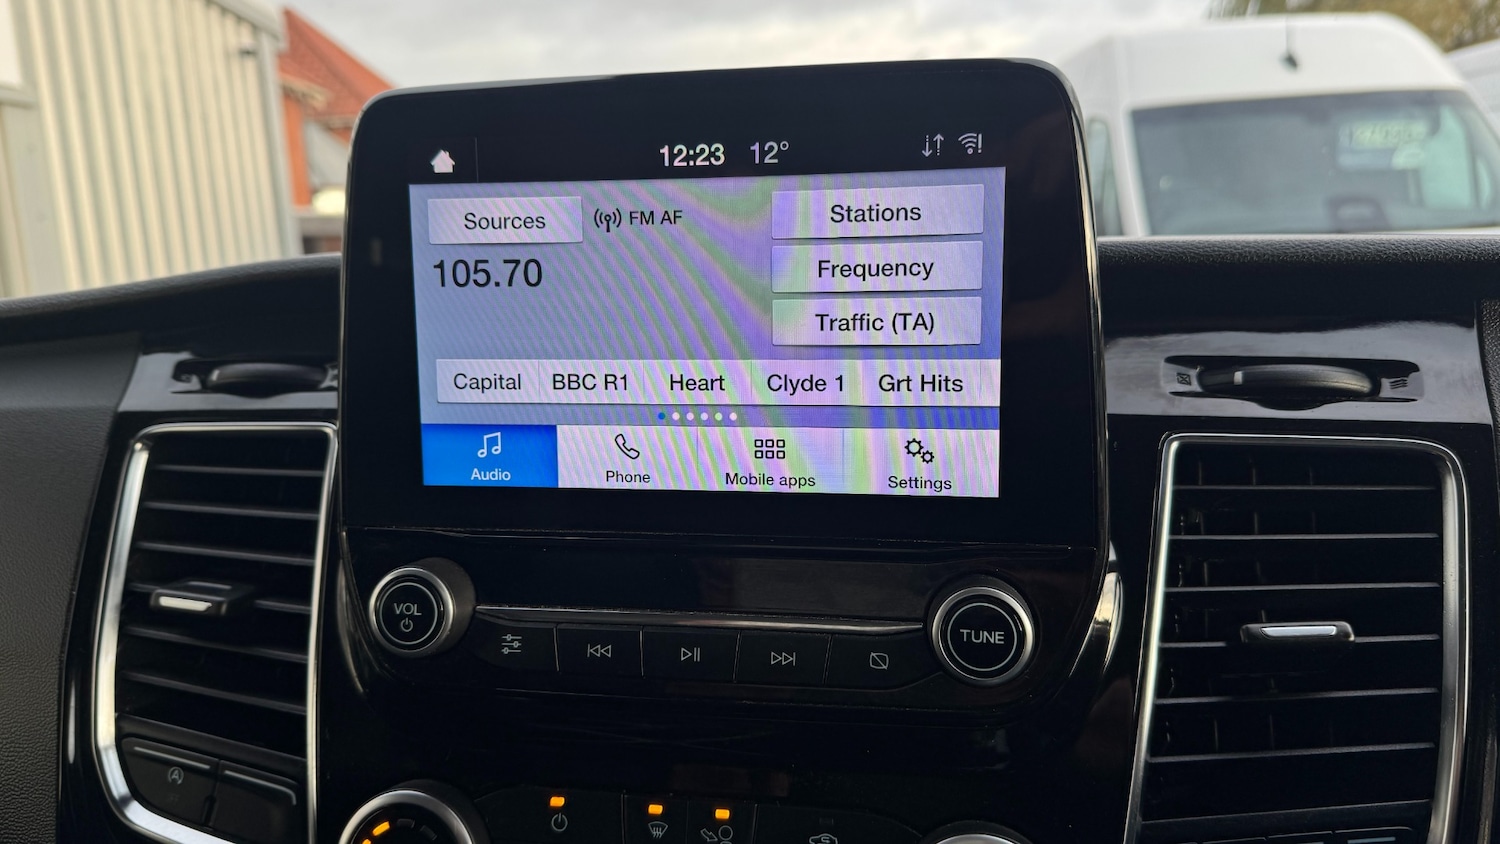 12:23 12°
Sources FM AF Stations
105.70 Frequency
Traffic (TA)
Capital BBC R1 Heart Clyde 1 Grt Hits
Audio Phone Mobile apps Settings
VOL TUNE
A